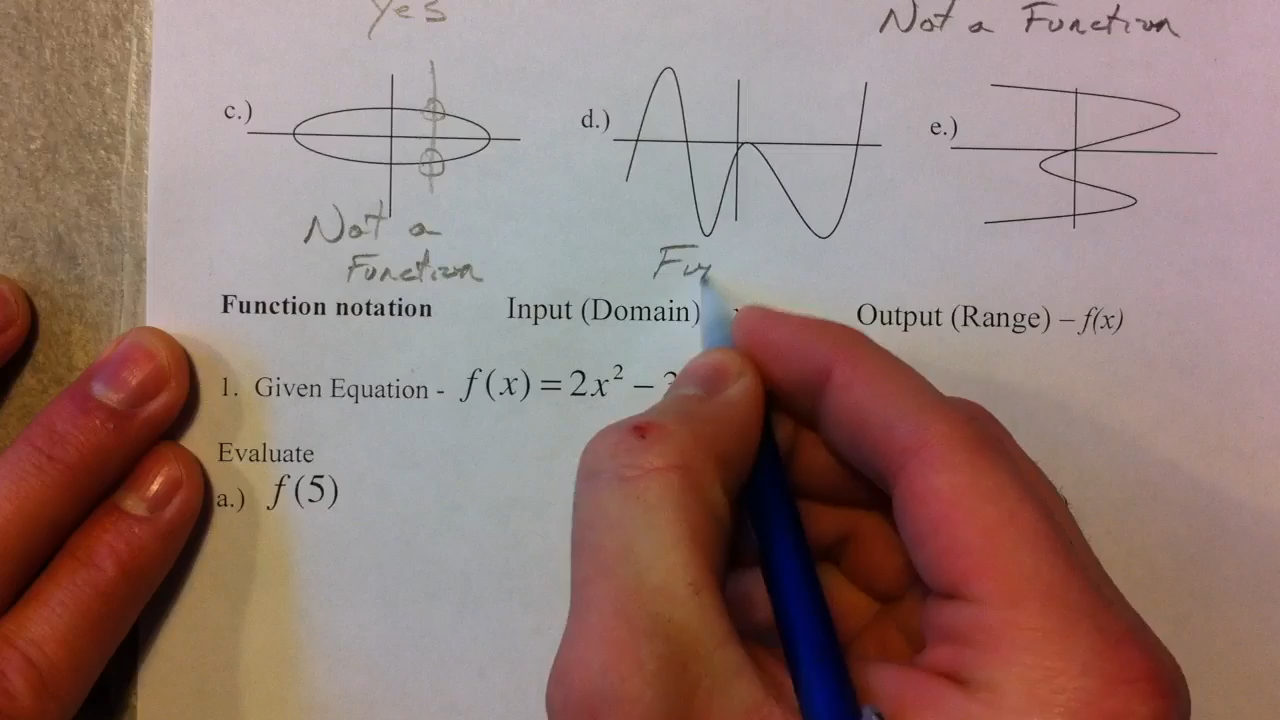 Yes
Not a Function
c.)
d.)
e.)
Not a
Function
Fu
Function notation Input (Domain) Output (Range) – f(x)
1. Given Equation - f(x) = 2x² –
Evaluate
a.) f(5)